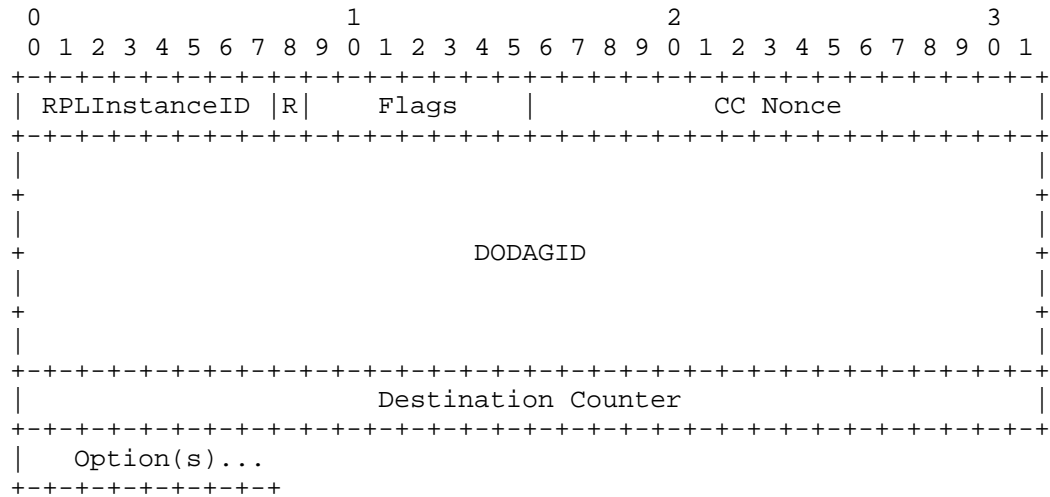 0                   1                   2                   3
 0 1 2 3 4 5 6 7 8 9 0 1 2 3 4 5 6 7 8 9 0 1 2 3 4 5 6 7 8 9 0 1
+-+-+-+-+-+-+-+-+-+-+-+-+-+-+-+-+-+-+-+-+-+-+-+-+-+-+-+-+-+-+-+-+
| RPLInstanceID |R|    Flags    |           CC Nonce            |
+-+-+-+-+-+-+-+-+-+-+-+-+-+-+-+-+-+-+-+-+-+-+-+-+-+-+-+-+-+-+-+-+
|                                                               |
+                                                               +
|                                                               |
+                            DODAGID                            +
|                                                               |
+                                                               +
|                                                               |
+-+-+-+-+-+-+-+-+-+-+-+-+-+-+-+-+-+-+-+-+-+-+-+-+-+-+-+-+-+-+-+-+
|                      Destination Counter                      |
+-+-+-+-+-+-+-+-+-+-+-+-+-+-+-+-+-+-+-+-+-+-+-+-+-+-+-+-+-+-+-+-+
|   Option(s)...
+-+-+-+-+-+-+-+-+